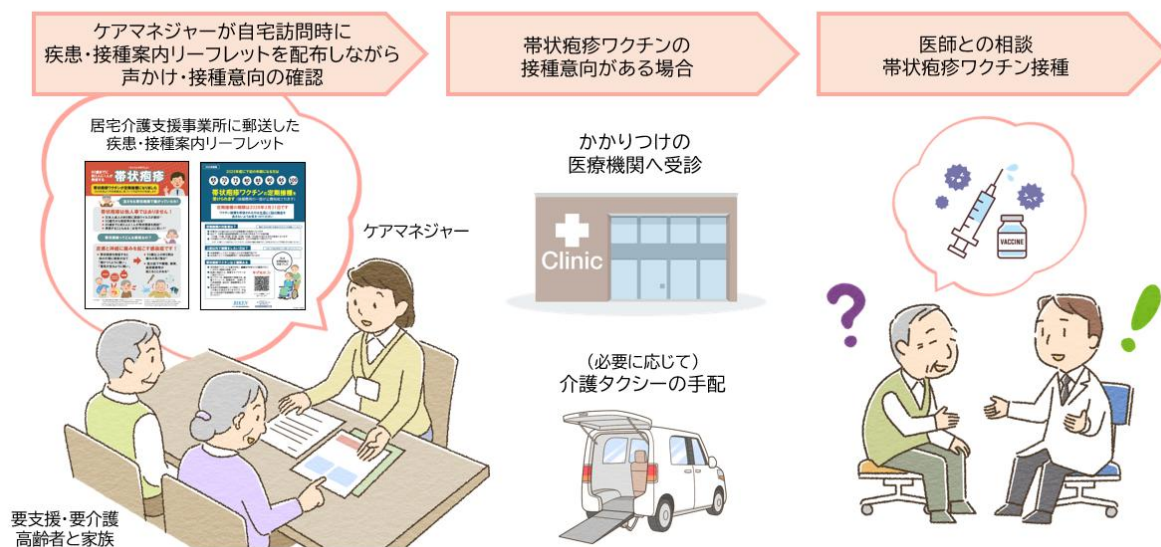 ケアマネジャーが自宅訪問時に
疾患・接種案内リーフレットを配布しながら
声かけ・接種意向の確認
帯状疱疹ワクチンの
接種意向がある場合
医師との相談
帯状疱疹ワクチン接種
居宅介護支援事業所に郵送した
疾患・接種案内リーフレット
帯状疱疹
帯状疱疹ワクチンの定期接種を
受けられます
ケアマネジャー
要支援・要介護
高齢者と家族
かかりつけの
医療機関へ受診
Clinic
(必要に応じて)
介護タクシーの手配
VACCINE
?
!